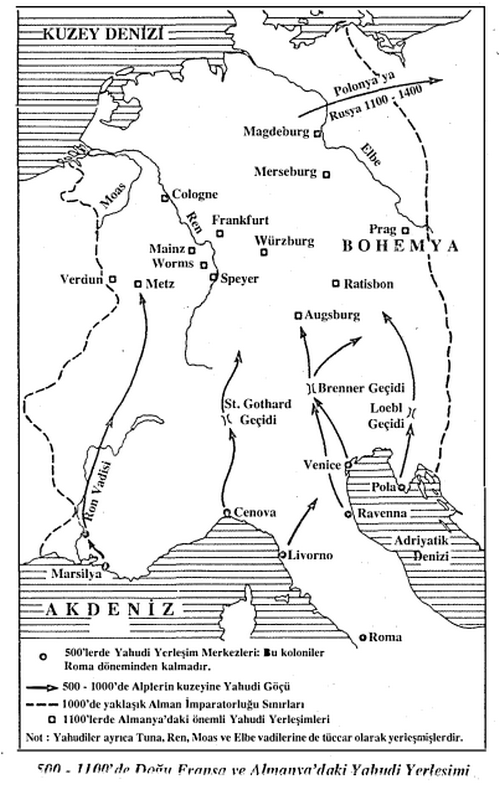 KUZEY DENİZİ
Polonya'ya
Rusya 1100 - 1400
Magdeburg
Elbe
Merseburg
Moas
Cologne
Ren
Frankfurt
Prag
Würzburg
BOHEMYA
Mainz
Worms
Verdun
Metz
Speyer
Ratisbon
Augsburg
Brenner Geçidi
St. Gothard
Geçidi
Loebl
Geçidi
Venice
Ron Vadisi
Pola
Cenova
Ravenna
Adriyatik
Denizi
Livorno
Marsilya
AKDENİZ
Roma
500'lerde Yahudi Yerleşim Merkezleri: Bu koloniler
Roma döneminden kalmadır.
500 - 1000'de Alplerin kuzeyine Yahudi Göçü
1000'de yaklaşık Alman İmparatorluğu Sınırları
1100'lerde Almanya'daki önemli Yahudi Yerleşimleri
Not : Yahudiler ayrıca Tuna, Ren, Moas ve Elbe vadilerine de tüccar olarak yerleşmişlerdir.
500 - 1100'de Doğu Fransa ve Almanya'daki Yahudi Yerleşimi